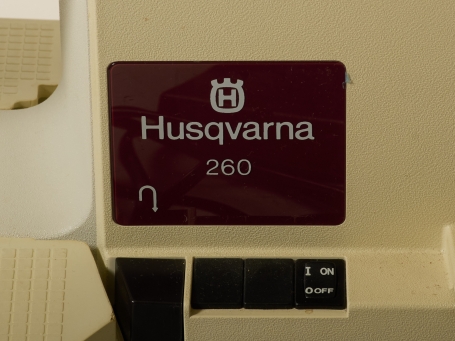 H
Husqvarna
260
I ON
O OFF